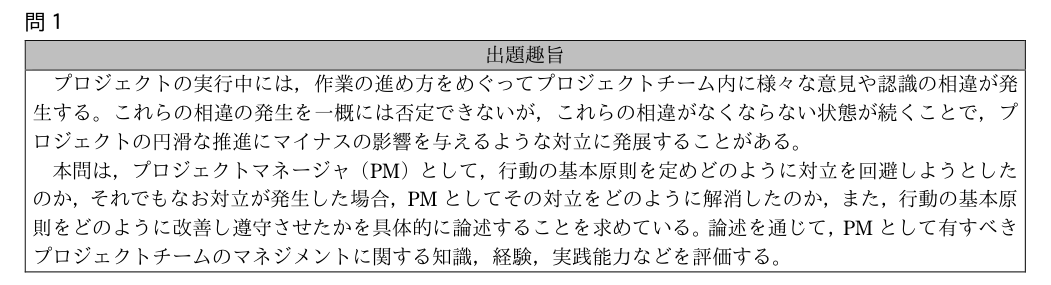 問1
出題趣旨
プロジェクトの実行中には，作業の進め方をめぐってプロジェクトチーム内に様々な意見や認識の相違が発
生する。これらの相違の発生を一概には否定できないが，これらの相違がなくならない状態が続くことで，プ
ロジェクトの円滑な推進にマイナスの影響を与えるような対立に発展することがある。
本問は，プロジェクトマネージャ（PM）として，行動の基本原則を定めどのように対立を回避しようとした
のか，それでもなお対立が発生した場合，PM としてその対立をどのように解消したのか，また，行動の基本原
則をどのように改善し遵守させたかを具体的に論述することを求めている。論述を通じて，PM として有すべき
プロジェクトチームのマネジメントに関する知識，経験，実践能力などを評価する。